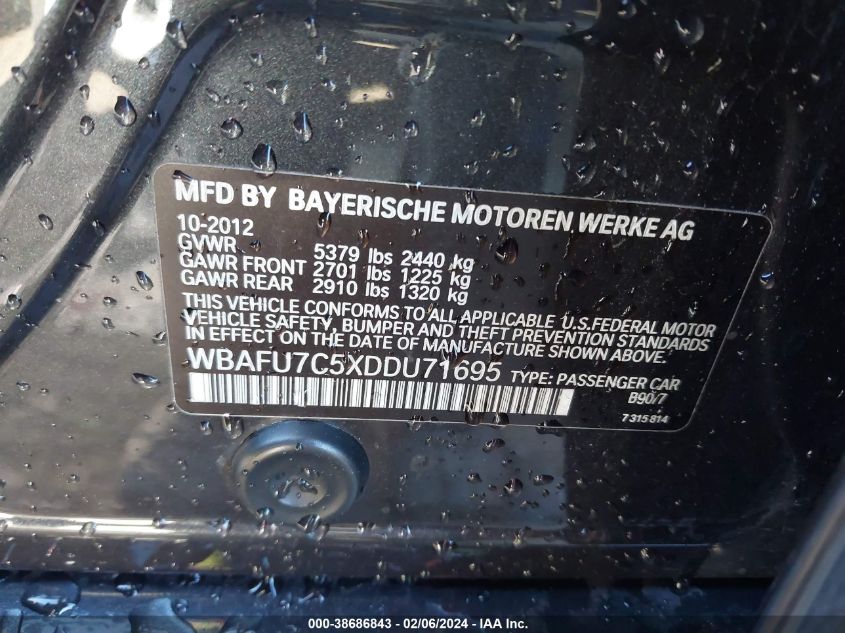 MFD BY BAYERISCHE MOTOREN WERKE AG
10-2012
GVWR 5379 lbs 2440 kg
GAWR FRONT 2701 lbs 1225 kg
GAWR REAR 2910 lbs 1320 kg
THIS VEHICLE CONFORMS TO ALL APPLICABLE U.S.FEDERAL MOTOR
VEHICLE SAFETY, BUMPER AND THEFT PREVENTION STANDARDS
IN EFFECT ON THE DATE OF MANUFACTURE SHOWN ABOVE.
WBAFU7C5XDDU71695 TYPE: PASSENGER CAR
B90/7
7 315 814
000-38686843 - 02/06/2024 - IAA Inc.